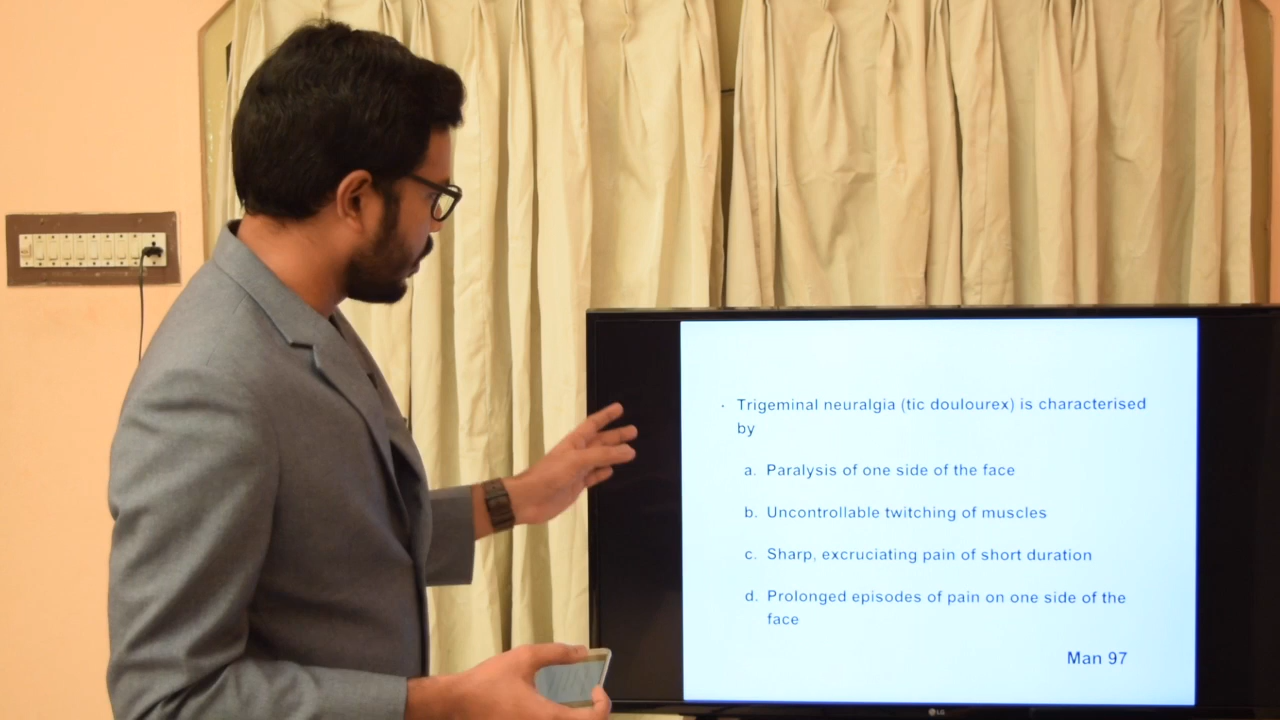 · Trigeminal neuralgia (tic doulourex) is characterised
by
a. Paralysis of one side of the face
b. Uncontrollable twitching of muscles
c. Sharp, excruciating pain of short duration
d. Prolonged episodes of pain on one side of the
face
Man 97
LG